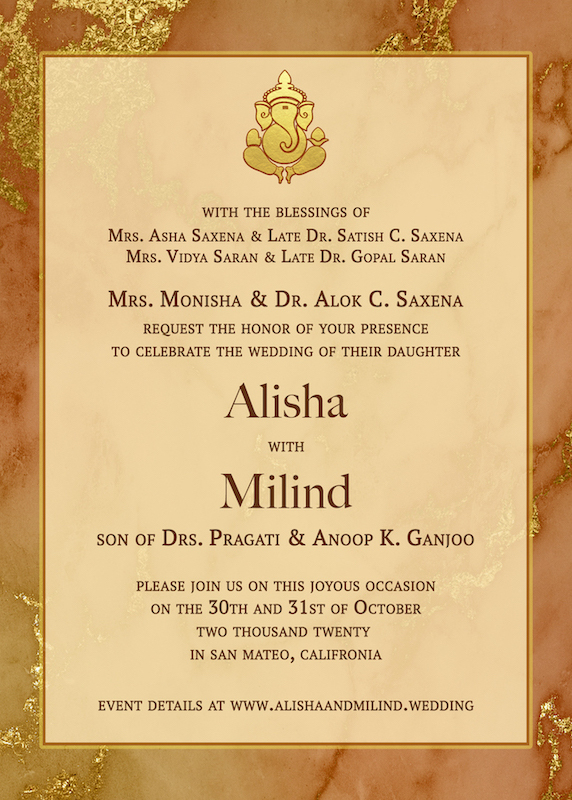 with the blessings of
Mrs. Asha Saxena & Late Dr. Satish C. Saxena
Mrs. Vidya Saran & Late Dr. Gopal Saran
Mrs. Monisha & Dr. Alok C. Saxena
request the honor of your presence
to celebrate the wedding of their daughter
Alisha
with
Milind
son of Drs. Pragati & Anoop K. Ganjoo
please join us on this joyous occasion
on the 30th and 31st of October
two thousand twenty
in san mateo, califronia
event details at www.alishaandmilind.wedding